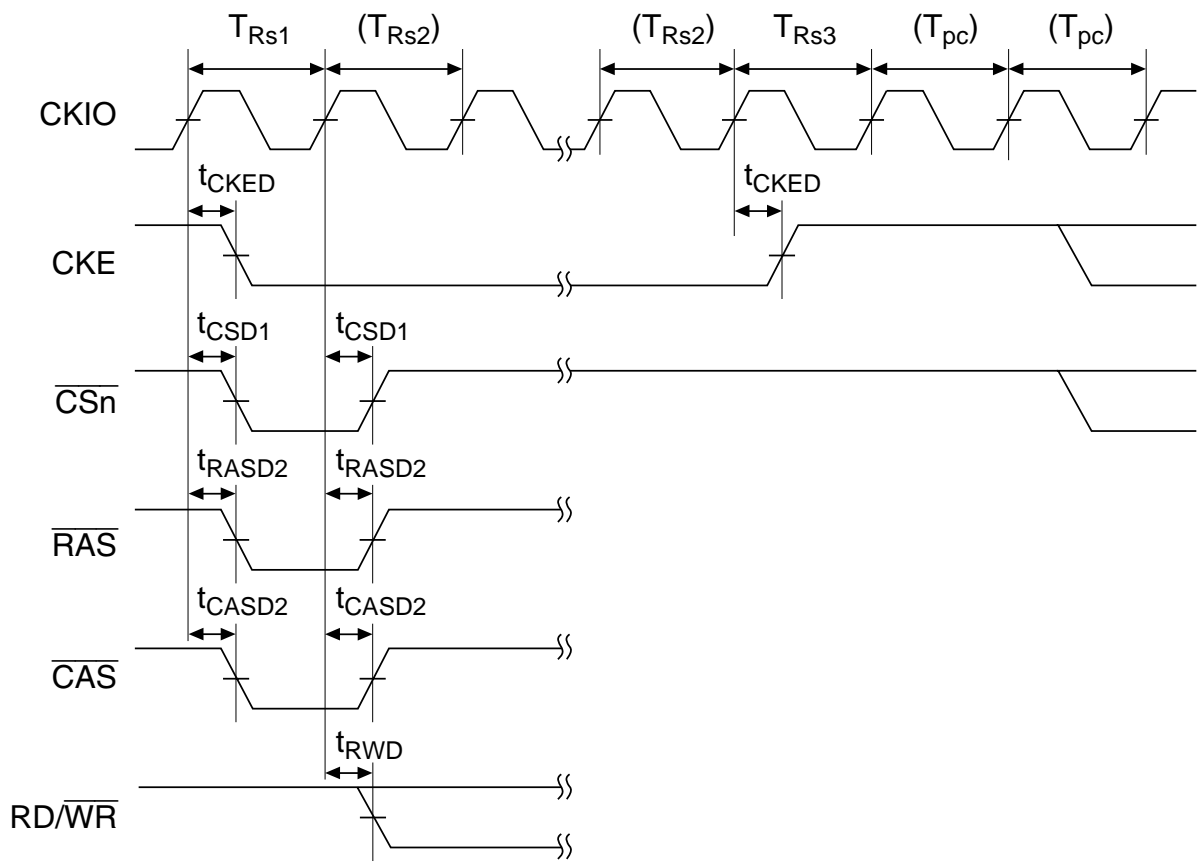 TRs1 (TRs2) (TRs2) TRs3 (Tpc) (Tpc)
CKIO
tCKED tCKED
CKE
tCSD1 tCSD1
CSn
tRASD2 tRASD2
RAS
tCASD2 tCASD2
CAS
tRWD
RD/WR